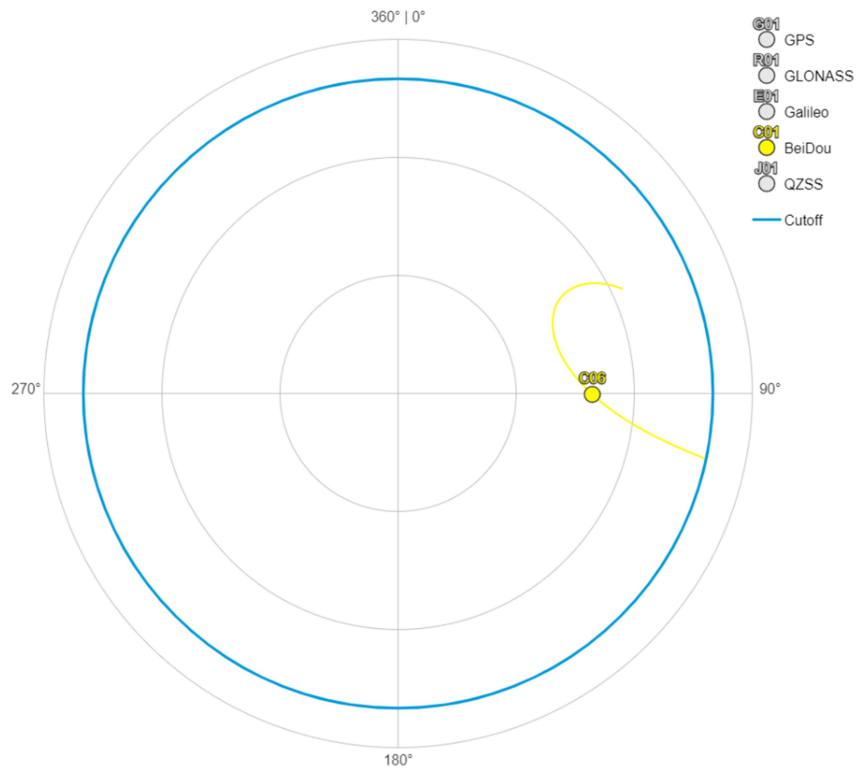 360° | 0°
G01
GPS
R01
GLONASS
E01
Galileo
C01
BeiDou
J01
QZSS
Cutoff
C06
270°
90°
180°